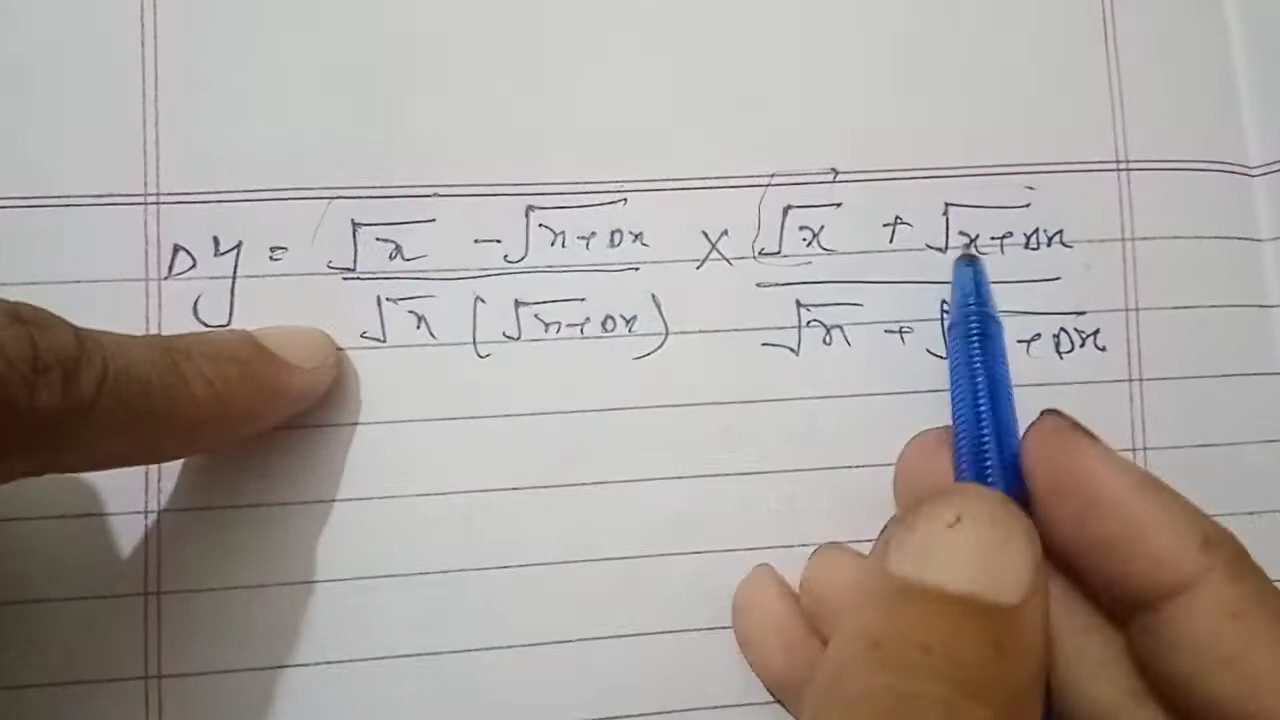 Δy = (√x - √x+Δx) / (√x (√x+Δx)) × (√x + √x+Δx) / (√x + √x+Δx)